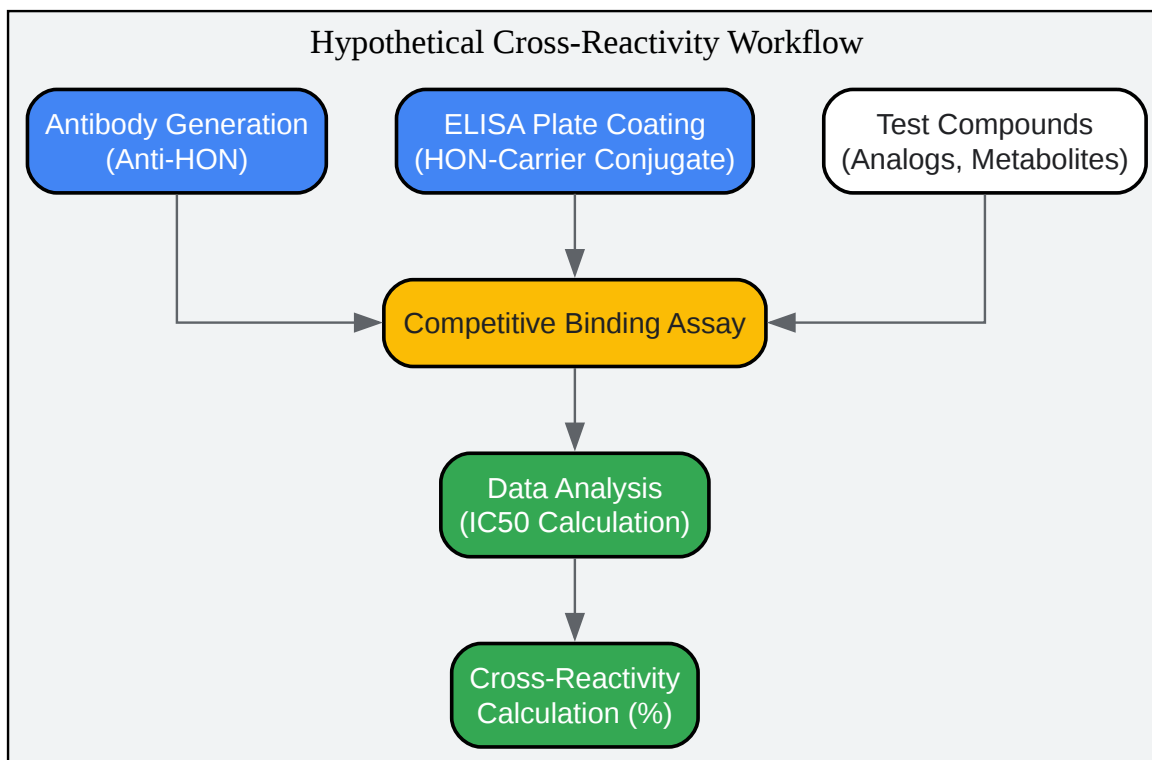 Hypothetical Cross-Reactivity Workflow
Antibody Generation
(Anti-HON)
ELISA Plate Coating
(HON-Carrier Conjugate)
Test Compounds
(Analogs, Metabolites)
Competitive Binding Assay
Data Analysis
(IC50 Calculation)
Cross-Reactivity
Calculation (%)